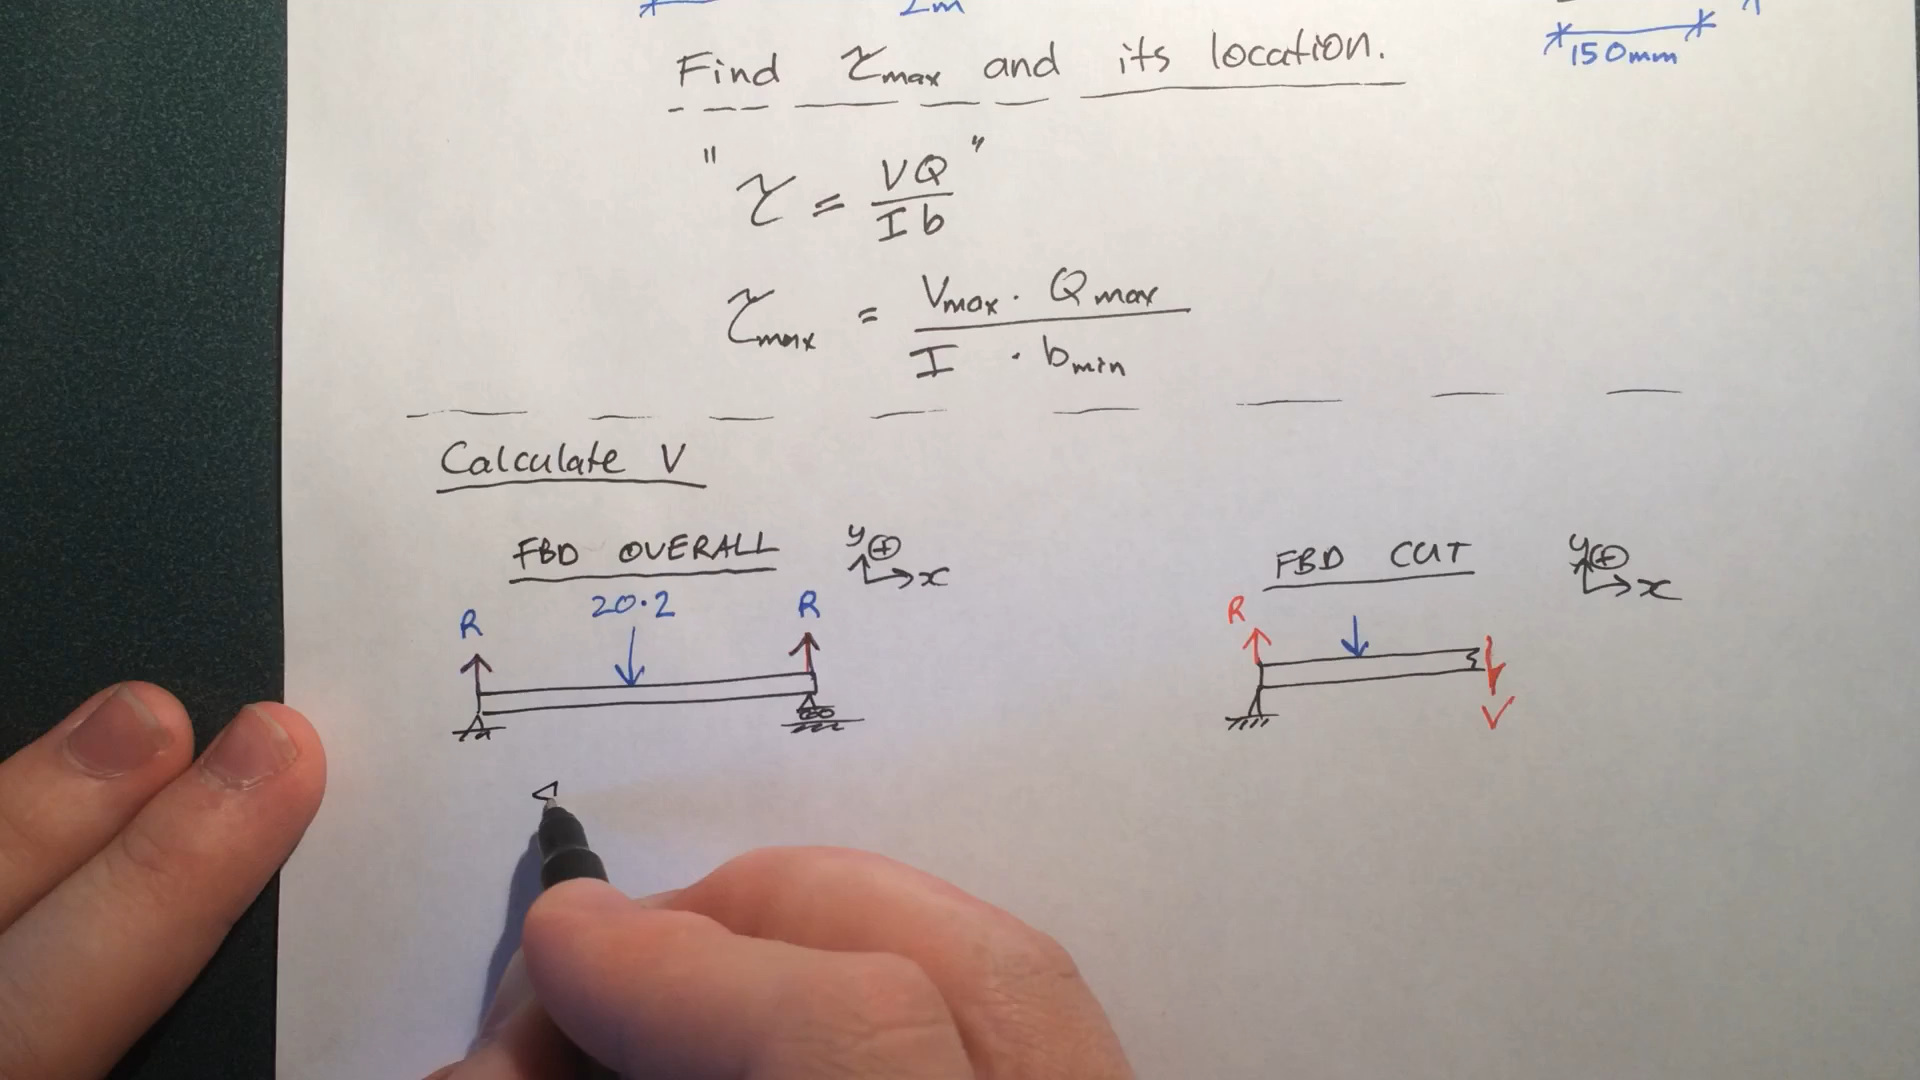 2m
150mm
Find τmax and its location.
"τ = VQ / Ib"
τmax = Vmax · Qmax / I · bmin
Calculate V
FBD OVERALL
y + x
20·2
R R
FBD CUT
y + x
R
V